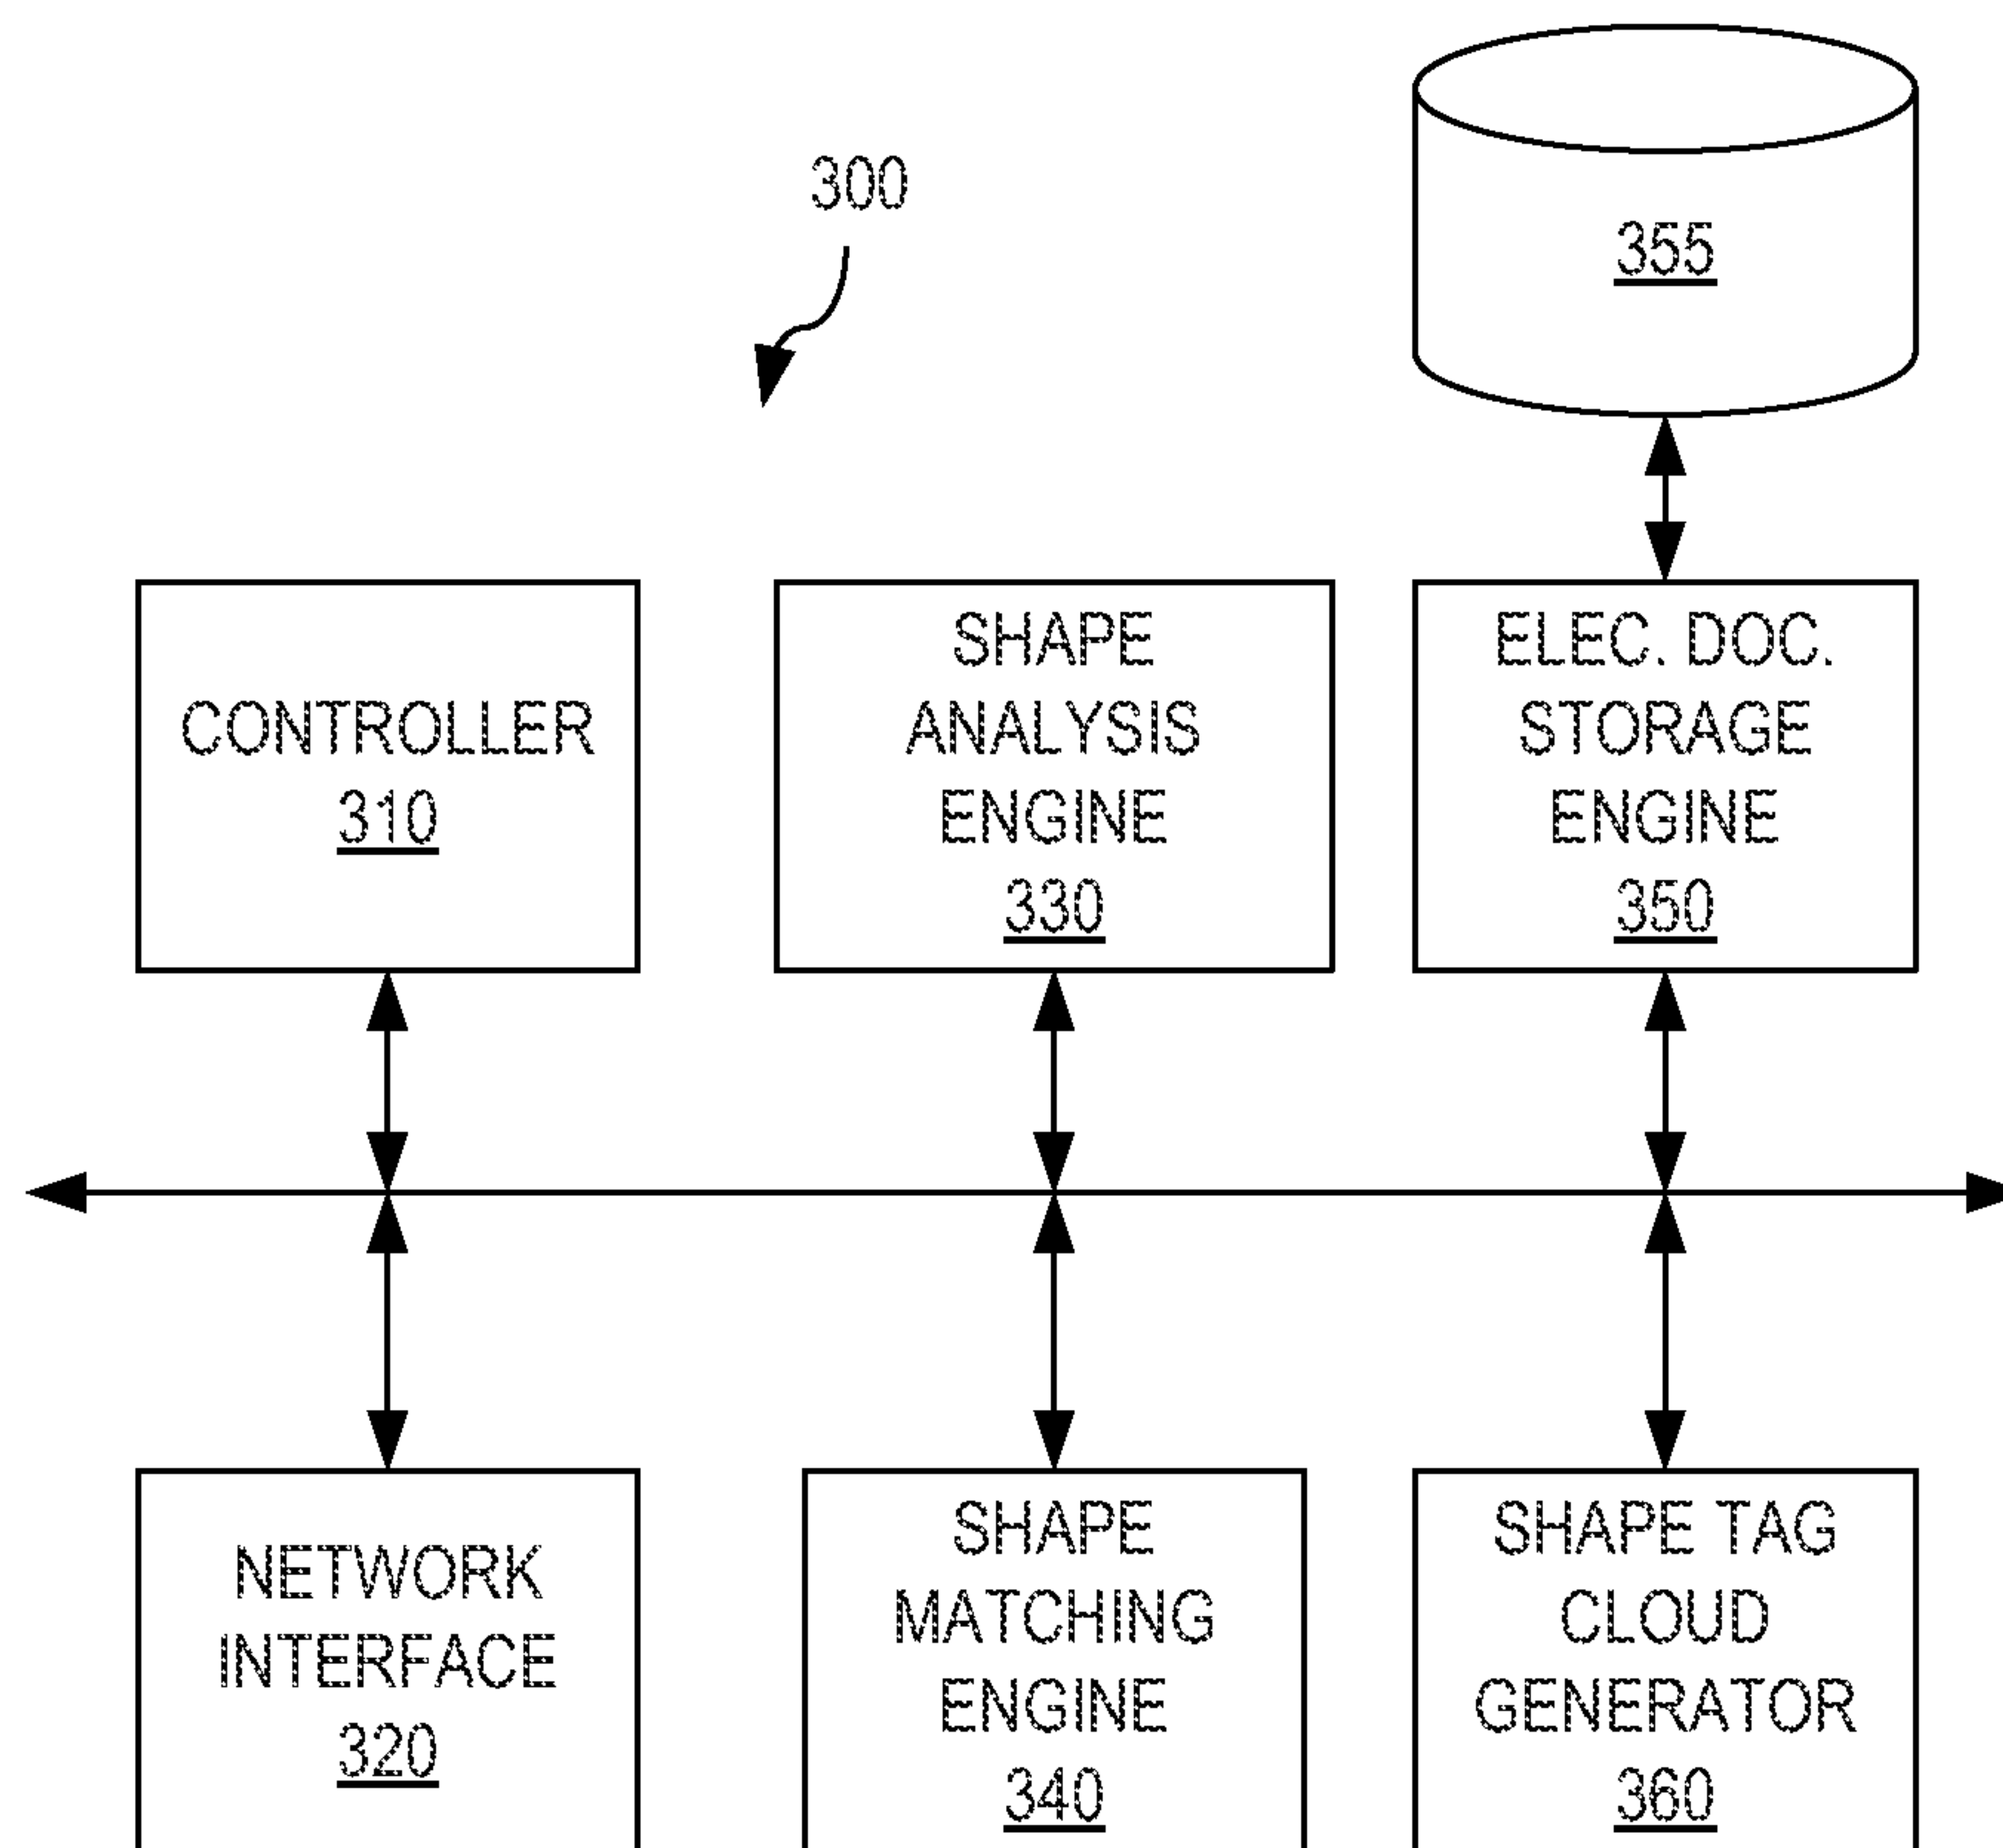 300
355
CONTROLLER
310
SHAPE
ANALYSIS
ENGINE
330
ELEC. DOC.
STORAGE
ENGINE
350
NETWORK
INTERFACE
320
SHAPE
MATCHING
ENGINE
340
SHAPE TAG
CLOUD
GENERATOR
360